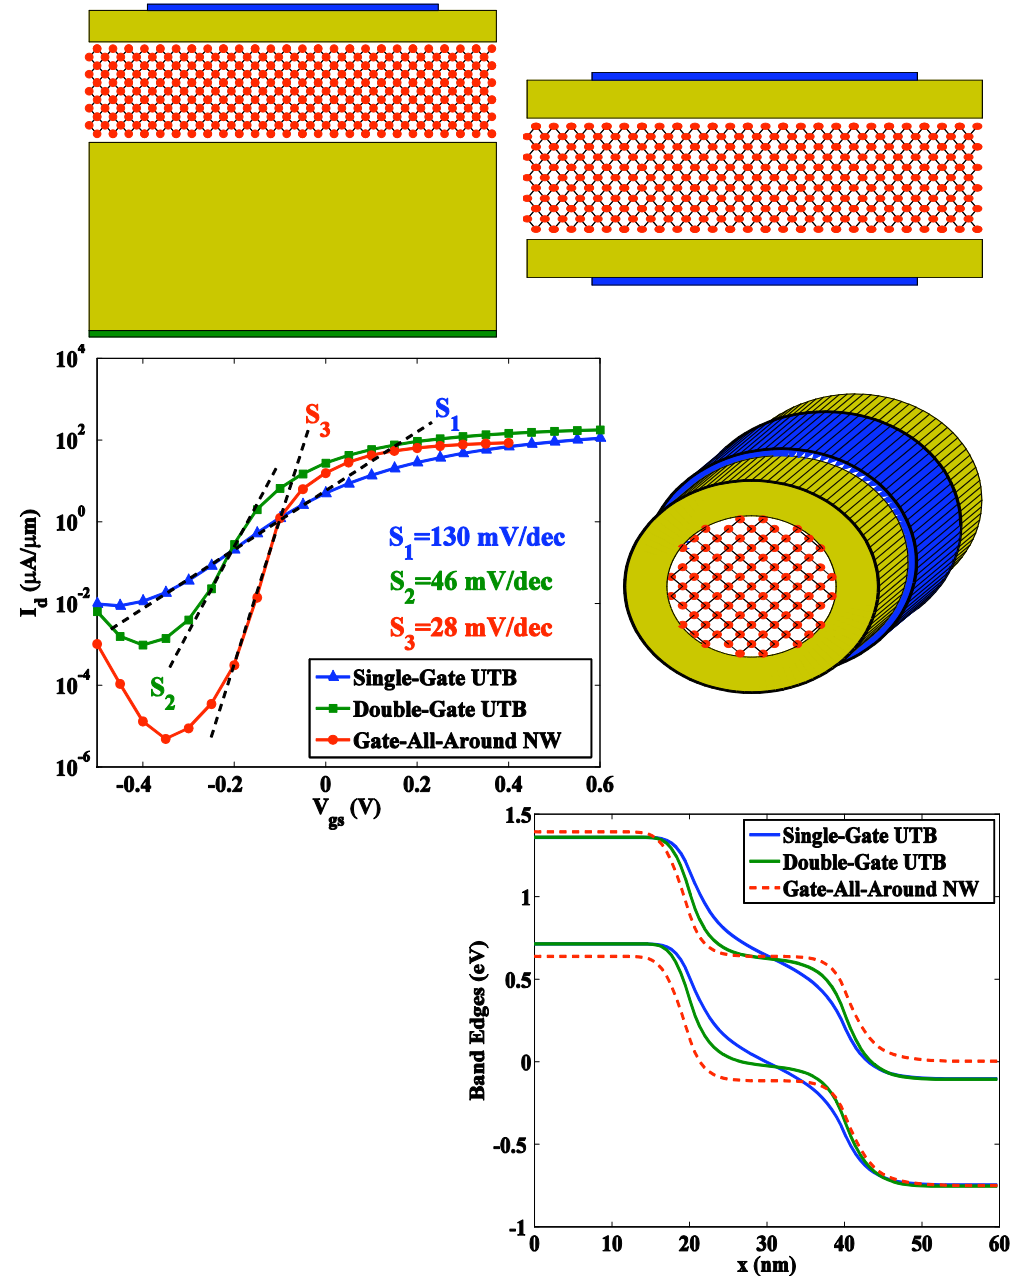 10^4
10^2
10^0
10^-2
10^-4
10^-6
I_d (μA/μm)
S_3
S_1
S_1=130 mV/dec
S_2=46 mV/dec
S_3=28 mV/dec
S_2
Single-Gate UTB
Double-Gate UTB
Gate-All-Around NW
-0.4 -0.2 0 0.2 0.4 0.6
V_gs (V)
1.5
1
0.5
0
-0.5
-1
Band Edges (eV)
Single-Gate UTB
Double-Gate UTB
Gate-All-Around NW
0 10 20 30 40 50 60
x (nm)